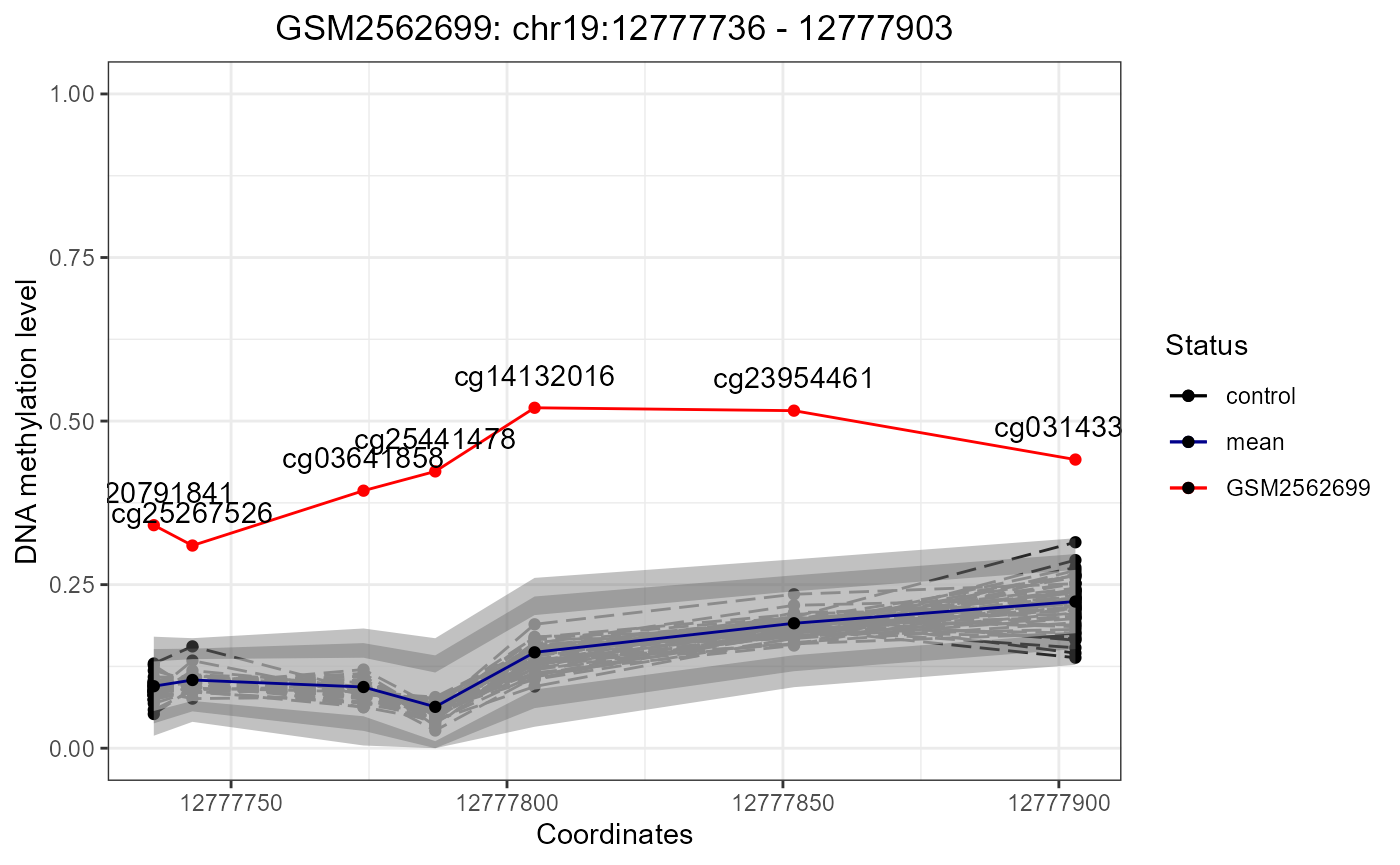 GSM2562699: chr19:12777736 - 12777903
DNA methylation level
1.00
0.75
0.50
0.25
0.00
cg14132016
cg23954461
cg031433
cg25441478
cg03641858
20791841
cg25267526
12777750
12777800
12777850
12777900
Coordinates
Status
control
mean
GSM2562699